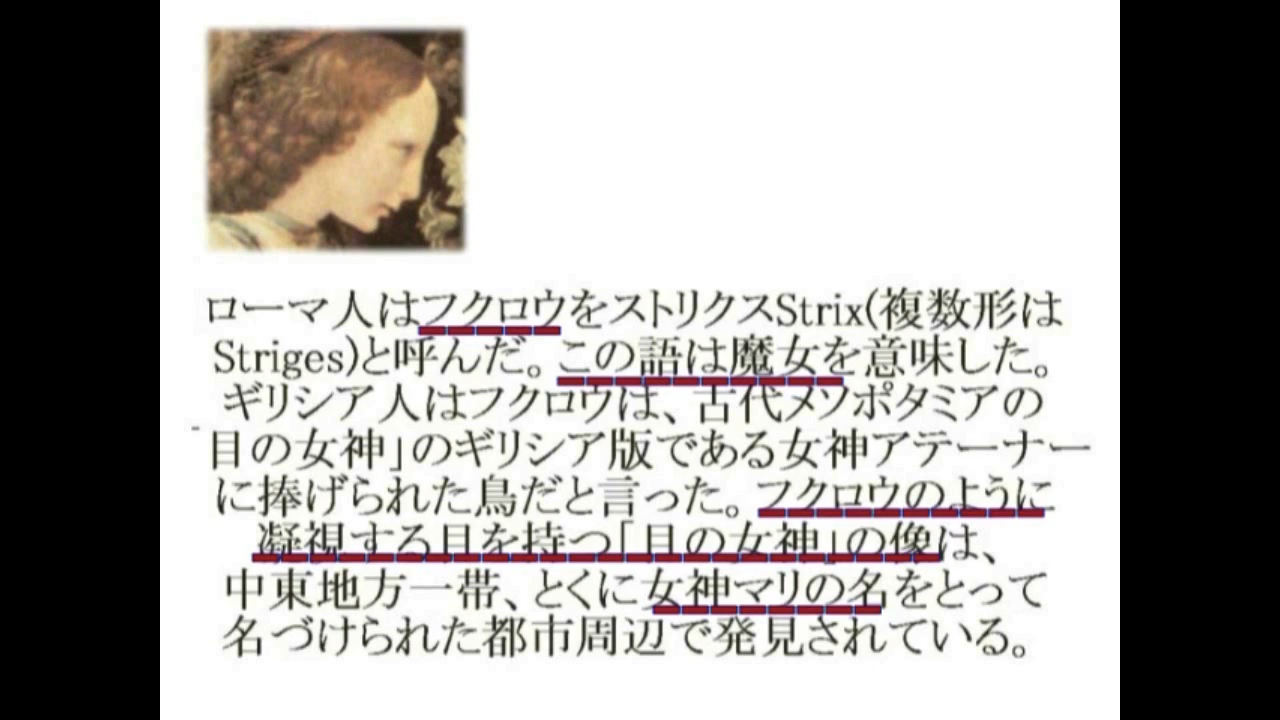 ローマ人はフクロウをストリクスStrix(複数形は
Striges)と呼んだ。この語は魔女を意味した。
ギリシア人はフクロウは、古代メソポタミアの
目の女神」のギリシア版である女神アテーナー
に捧げられた鳥だと言った。フクロウのように
凝視する目を持つ「目の女神」の像は、
中東地方一帯、とくに女神マリの名をとって
名づけられた都市周辺で発見されている。